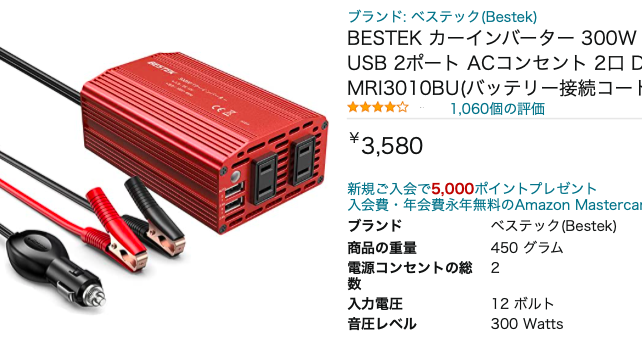 ブランド: ベステック(Bestek)
BESTEK カーインバーター 300W
USB 2ポート ACコンセント 2口 D
MRI3010BU(バッテリー接続コード
1,060個の評価
¥3,580
新規ご入会で5,000ポイントプレゼント
入会費・年会費永年無料のAmazon Mastercar
ブランド ベステック(Bestek)
商品の重量 450 グラム
電源コンセントの総数 2
入力電圧 12 ボルト
音圧レベル 300 Watts
BESTEK